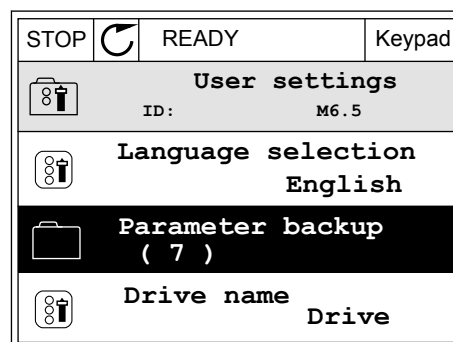 STOP READY Keypad
User settings
ID: M6.5
Language selection
English
Parameter backup
( 7 )
Drive name
Drive